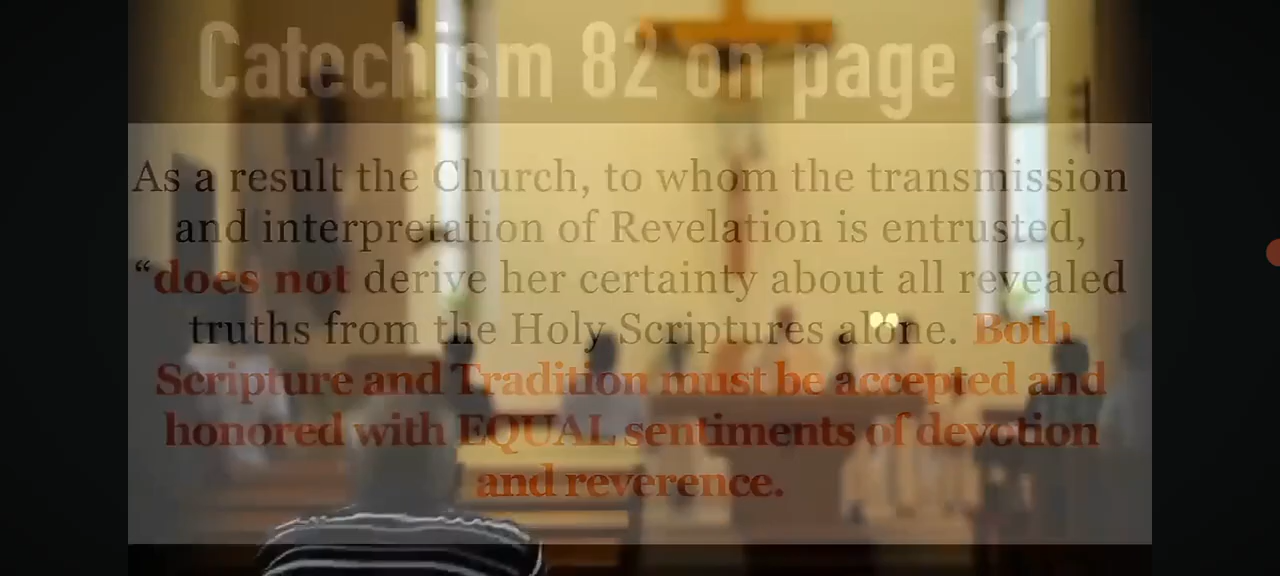 Catechism 82 on page 31
As a result the Church, to whom the transmission
and interpretation of Revelation is entrusted,
“does not derive her certainty about all revealed
truths from the Holy Scriptures alone. Both
Scripture and Tradition must be accepted and
honored with EQUAL sentiments of devotion
and reverence.